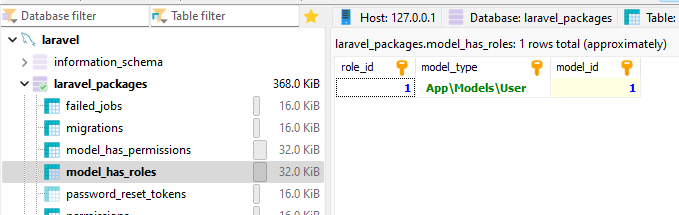 Database filter
Table filter
Host: 127.0.0.1
Database: laravel_packages
Table:
laravel
information_schema
laravel_packages 368.0 KiB
failed_jobs 16.0 KiB
migrations 16.0 KiB
model_has_permissions 32.0 KiB
model_has_roles 32.0 KiB
password_reset_tokens 16.0 KiB
laravel_packages.model_has_roles: 1 rows total (approximately)
role_id model_type model_id
1 App\Models\User 1